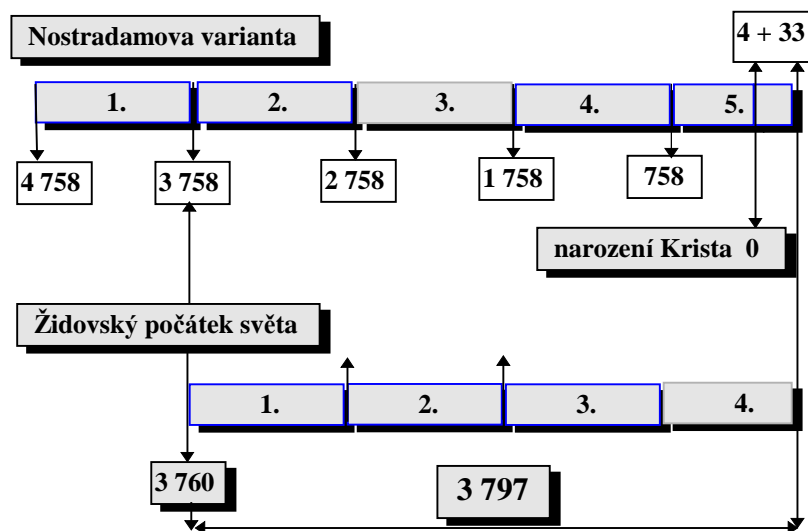 Nostradamova varianta
4 + 33
1. 2. 3. 4. 5.
4 758 3 758 2 758 1 758 758
narození Krista 0
Židovský počátek světa
1. 2. 3. 4.
3 760
3 797